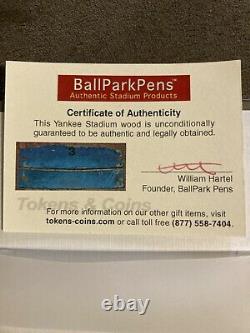 BallParkPens™
Authentic Stadium Products
Certificate of Authenticity
This Yankee Stadium wood is unconditionally
guaranteed to be authentic and legally obtained.
3
William Hartel
Founder, BallPark Pens
Tokens & Coins
For more information on our other gift items, visit
tokens-coins.com or call toll free (877) 558-7404.